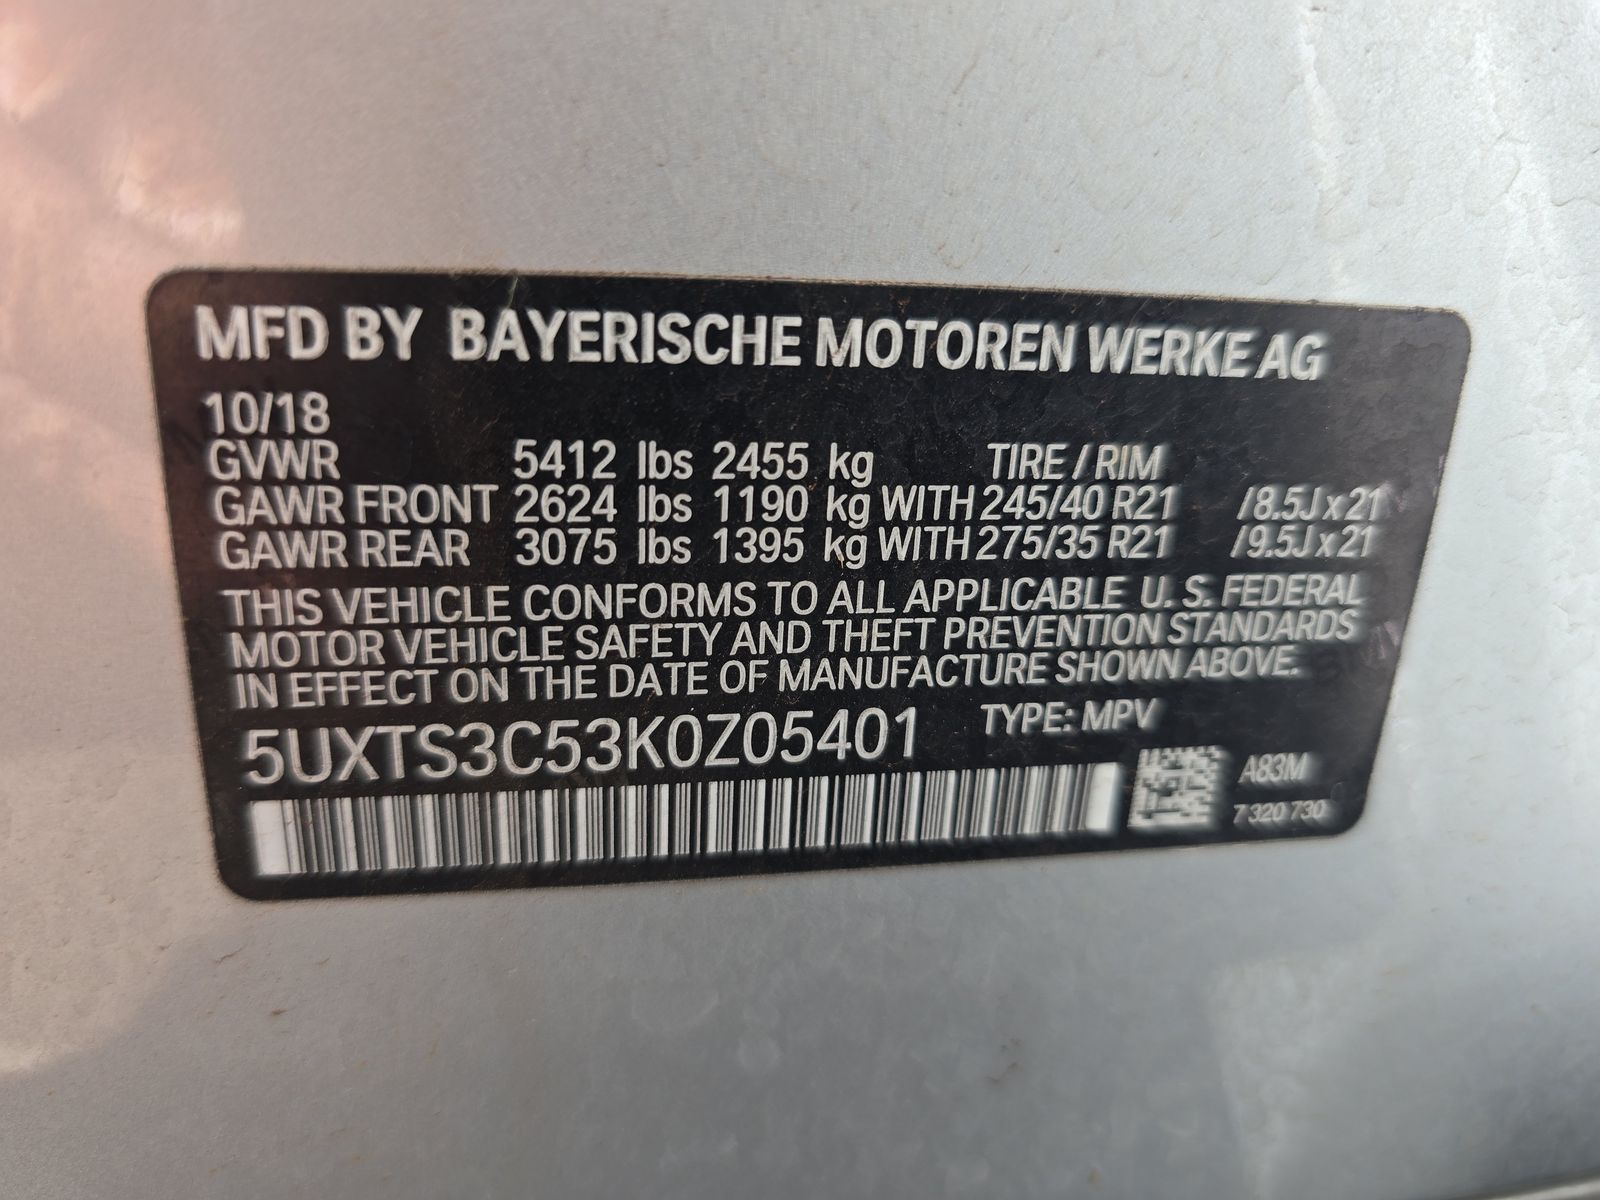 MFD BY BAYERISCHE MOTOREN WERKE AG
10/18
GVWR 5412 lbs 2455 kg TIRE / RIM
GAWR FRONT 2624 lbs 1190 kg WITH 245/40 R21 /8.5J x 21
GAWR REAR 3075 lbs 1395 kg WITH 275/35 R21 /9.5J x 21
THIS VEHICLE CONFORMS TO ALL APPLICABLE U. S. FEDERAL
MOTOR VEHICLE SAFETY AND THEFT PREVENTION STANDARDS
IN EFFECT ON THE DATE OF MANUFACTURE SHOWN ABOVE.
5UXTS3C53K0Z05401 TYPE: MPV
A83M
7 320 730